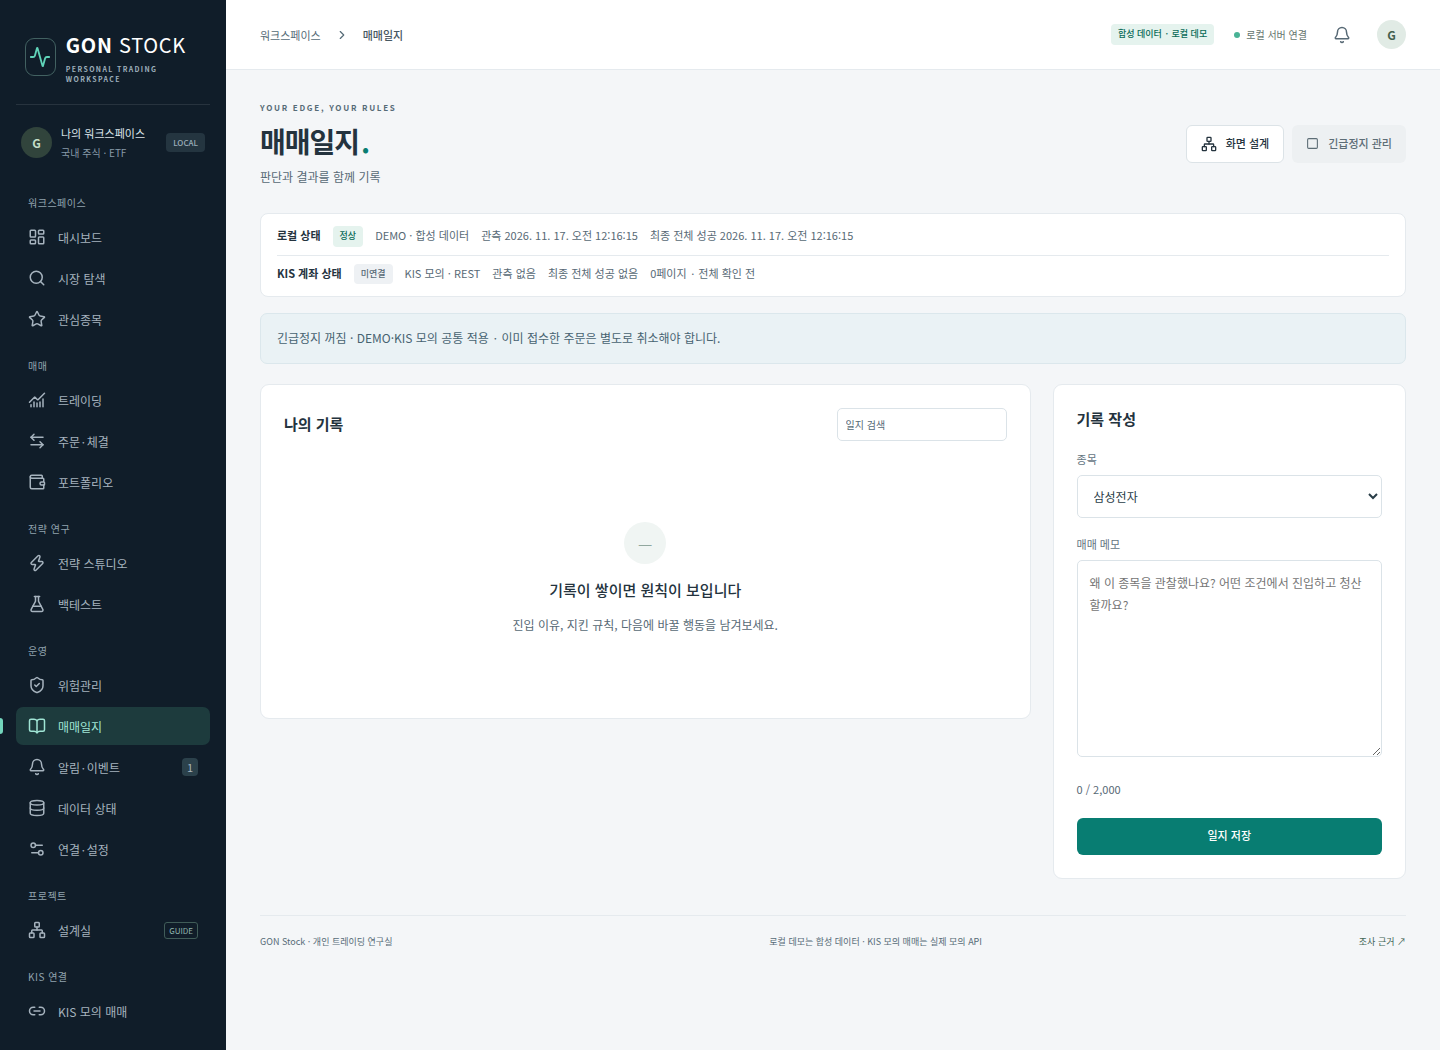 GON STOCK
PERSONAL TRADING
WORKSPACE
G
나의 워크스페이스
국내 주식 · ETF
LOCAL
워크스페이스
대시보드
시장 탐색
관심종목
매매
트레이딩
주문·체결
포트폴리오
전략 연구
전략 스튜디오
백테스트
운영
위험관리
매매일지
알림·이벤트
1
데이터 상태
연결·설정
프로젝트
설계실
GUIDE
KIS 연결
KIS 모의 매매
워크스페이스 > 매매일지
합성 데이터 · 로컬 데모
로컬 서버 연결
G
YOUR EDGE, YOUR RULES
매매일지.
판단과 결과를 함께 기록
화면 설계
긴급정지 관리
로컬 상태 정상 DEMO · 합성 데이터 관측 2026. 11. 17. 오전 12:16:15 최종 전체 성공 2026. 11. 17. 오전 12:16:15
KIS 계좌 상태 미연결 KIS 모의 · REST 관측 없음 최종 전체 성공 없음 0페이지 · 전체 확인 전
긴급정지 꺼짐 · DEMO·KIS 모의 공통 적용 · 이미 접수한 주문은 별도로 취소해야 합니다.
나의 기록
일지 검색
—
기록이 쌓이면 원칙이 보입니다
진입 이유, 지킨 규칙, 다음에 바꿀 행동을 남겨보세요.
기록 작성
종목
삼성전자
매매 메모
왜 이 종목을 관찰했나요? 어떤 조건에서 진입하고 청산
할까요?
0 / 2,000
일지 저장
GON Stock · 개인 트레이딩 연구실
로컬 데모는 합성 데이터 · KIS 모의 매매는 실제 모의 API
조사 근거 ↗